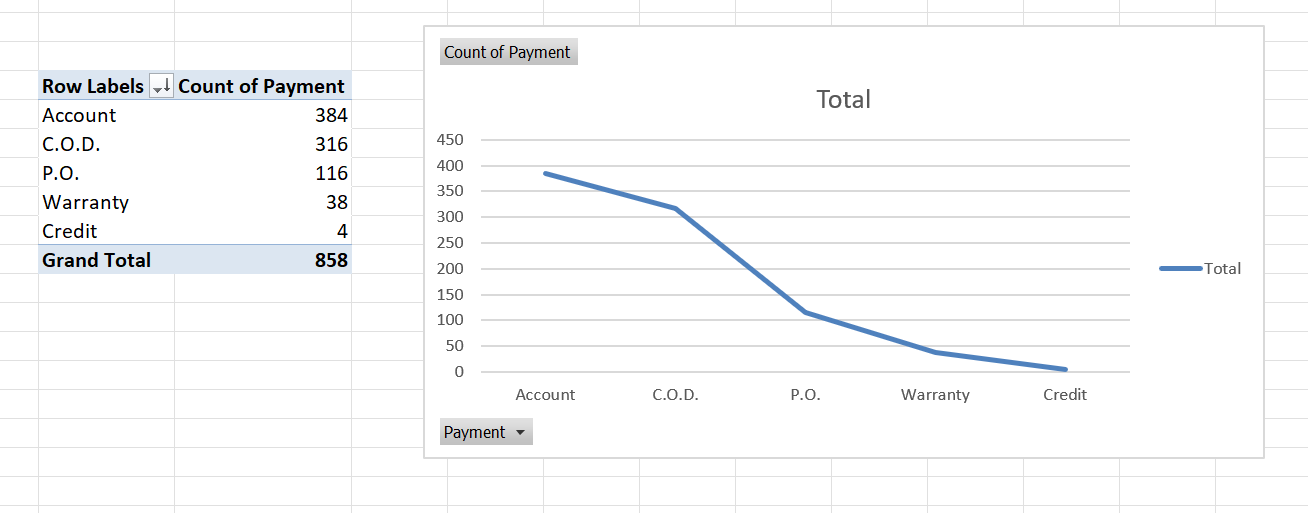 Row Labels Count of Payment
Account 384
C.O.D. 316
P.O. 116
Warranty 38
Credit 4
Grand Total 858
Count of Payment
Total
450
400
350
300
250
200
150
100
50
0
Account C.O.D. P.O. Warranty Credit
Total
Payment